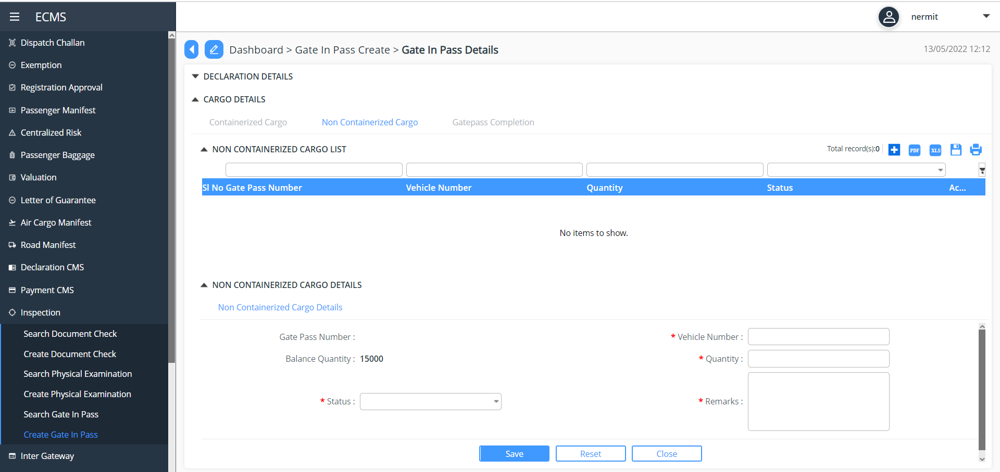 ECMS
nermit
Dispatch Challan
Exemption
Registration Approval
Passenger Manifest
Centralized Risk
Passenger Baggage
Valuation
Letter of Guarantee
Air Cargo Manifest
Road Manifest
Declaration CMS
Payment CMS
Inspection
Search Document Check
Create Document Check
Search Physical Examination
Create Physical Examination
Search Gate In Pass
Create Gate In Pass
Inter Gateway
Dashboard > Gate In Pass Create > Gate In Pass Details
13/05/2022 12:12
DECLARATION DETAILS
CARGO DETAILS
Containerized Cargo Non Containerized Cargo Gatepass Completion
NON CONTAINERIZED CARGO LIST
Total record(s):0 PDF XLS
Sl No Gate Pass Number Vehicle Number Quantity Status Ac...
No items to show.
NON CONTAINERIZED CARGO DETAILS
Non Containerized Cargo Details
Gate Pass Number : * Vehicle Number :
Balance Quantity : 15000 * Quantity :
* Status : * Remarks :
Save Reset Close